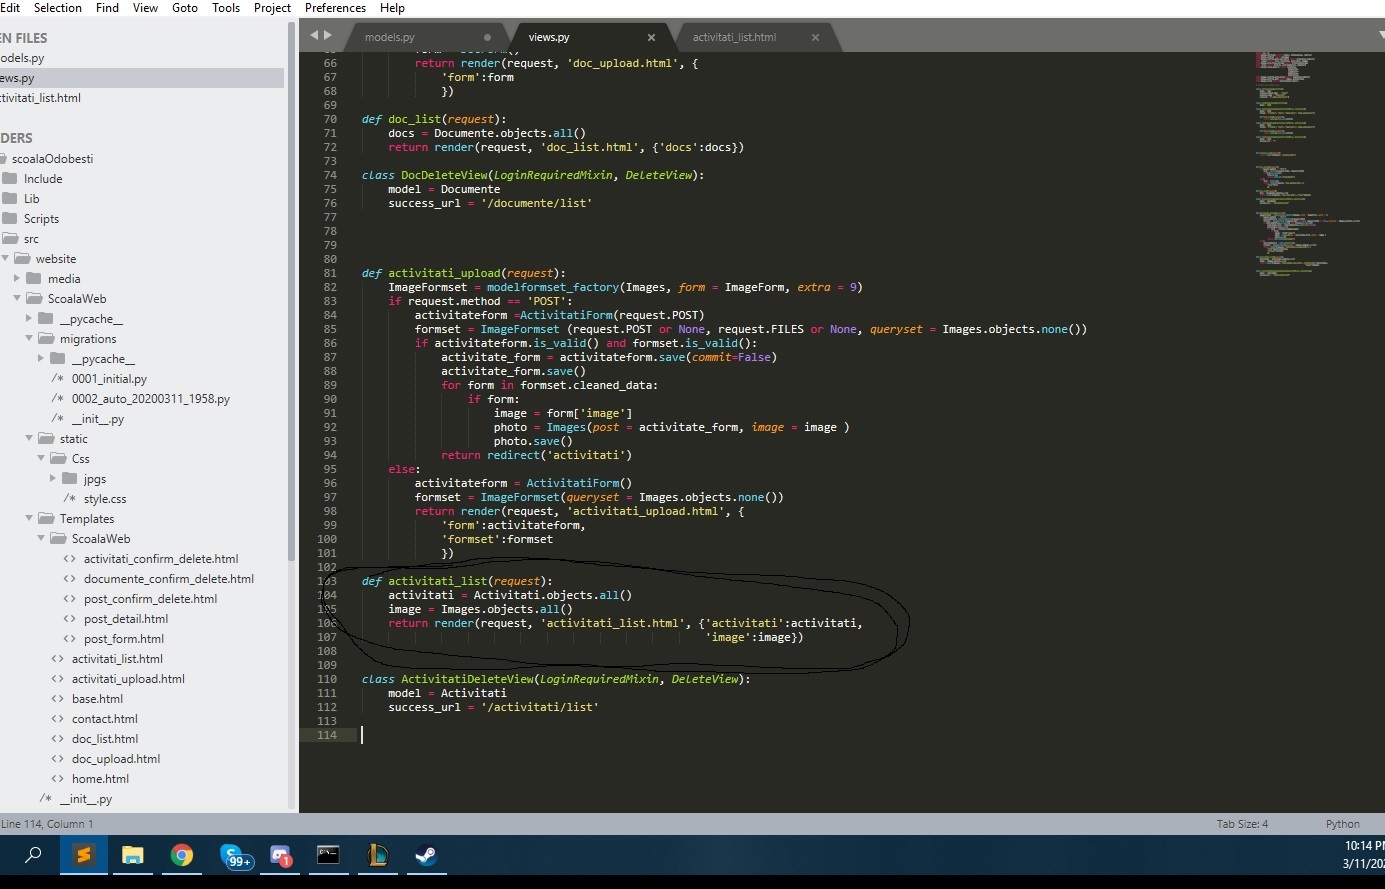 Edit Selection Find View Goto Tools Project Preferences Help
EN FILES
odels.py
ews.py
ctivitati_list.html
DERS
scoalaOdobesti
Include
Lib
Scripts
src
website
media
ScoalaWeb
__pycache__
migrations
__pycache__
/* 0001_initial.py
/* 0002_auto_20200311_1958.py
/* __init__.py
static
Css
jpgs
/* style.css
Templates
ScoalaWeb
<> activitati_confirm_delete.html
<> documente_confirm_delete.html
<> post_confirm_delete.html
<> post_detail.html
<> post_form.html
<> activitati_list.html
<> activitati_upload.html
<> base.html
<> contact.html
<> doc_list.html
<> doc_upload.html
<> home.html
/* __init__.py
models.py views.py activitati_list.html
66 return render(request, 'doc_upload.html', {
67 'form':form
68 })
69
70 def doc_list(request):
71 docs = Documente.objects.all()
72 return render(request, 'doc_list.html', {'docs':docs})
73
74 class DocDeleteView(LoginRequiredMixin, DeleteView):
75 model = Documente
76 success_url = '/documente/list'
77
78
79
80
81 def activitati_upload(request):
82 ImageFormset = modelformset_factory(Images, form = ImageForm, extra = 9)
83 if request.method == 'POST':
84 activitateform =ActivitatiForm(request.POST)
85 formset = ImageFormset (request.POST or None, request.FILES or None, queryset = Images.objects.none())
86 if activitateform.is_valid() and formset.is_valid():
87 activitate_form = activitateform.save(commit=False)
88 activitate_form.save()
89 for form in formset.cleaned_data:
90 if form:
91 image = form['image']
92 photo = Images(post = activitate_form, image = image )
93 photo.save()
94 return redirect('activitati')
95 else:
96 activitateform = ActivitatiForm()
97 formset = ImageFormset(queryset = Images.objects.none())
98 return render(request, 'activitati_upload.html', {
99 'form':activitateform,
100 'formset':formset
101 })
102
103 def activitati_list(request):
104 activitati = Activitati.objects.all()
105 image = Images.objects.all()
106 return render(request, 'activitati_list.html', {'activitati':activitati,
107 'image':image})
108
109
110 class ActivitatiDeleteView(LoginRequiredMixin, DeleteView):
111 model = Activitati
112 success_url = '/activitati/list'
113
114
Line 114, Column 1 Tab Size: 4 Python
99+
1
10:14 PM
3/11/202